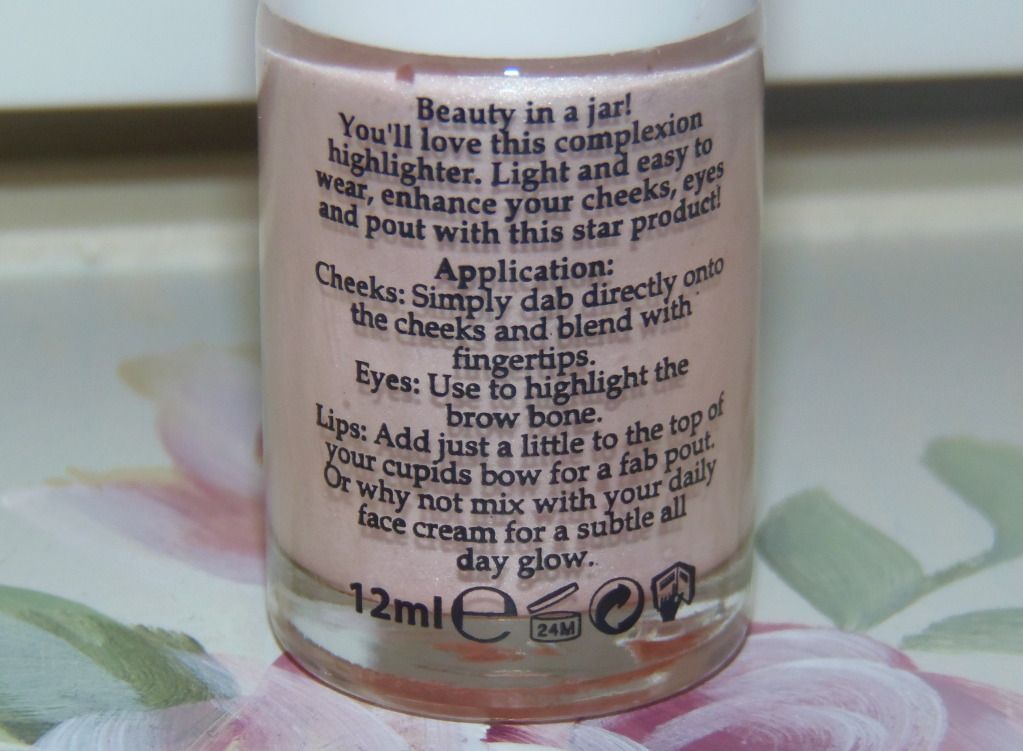 Beauty in a jar!
You'll love this complexion
highlighter. Light and easy to
wear, enhance your cheeks, eyes
and pout with this star product!
Application:
Cheeks: Simply dab directly onto
the cheeks and blend with
fingertips.
Eyes: Use to highlight the
brow bone.
Lips: Add just a little to the top of
your cupids bow for a fab pout.
Or why not mix with your daily
face cream for a subtle all
day glow.
12ml e 24M